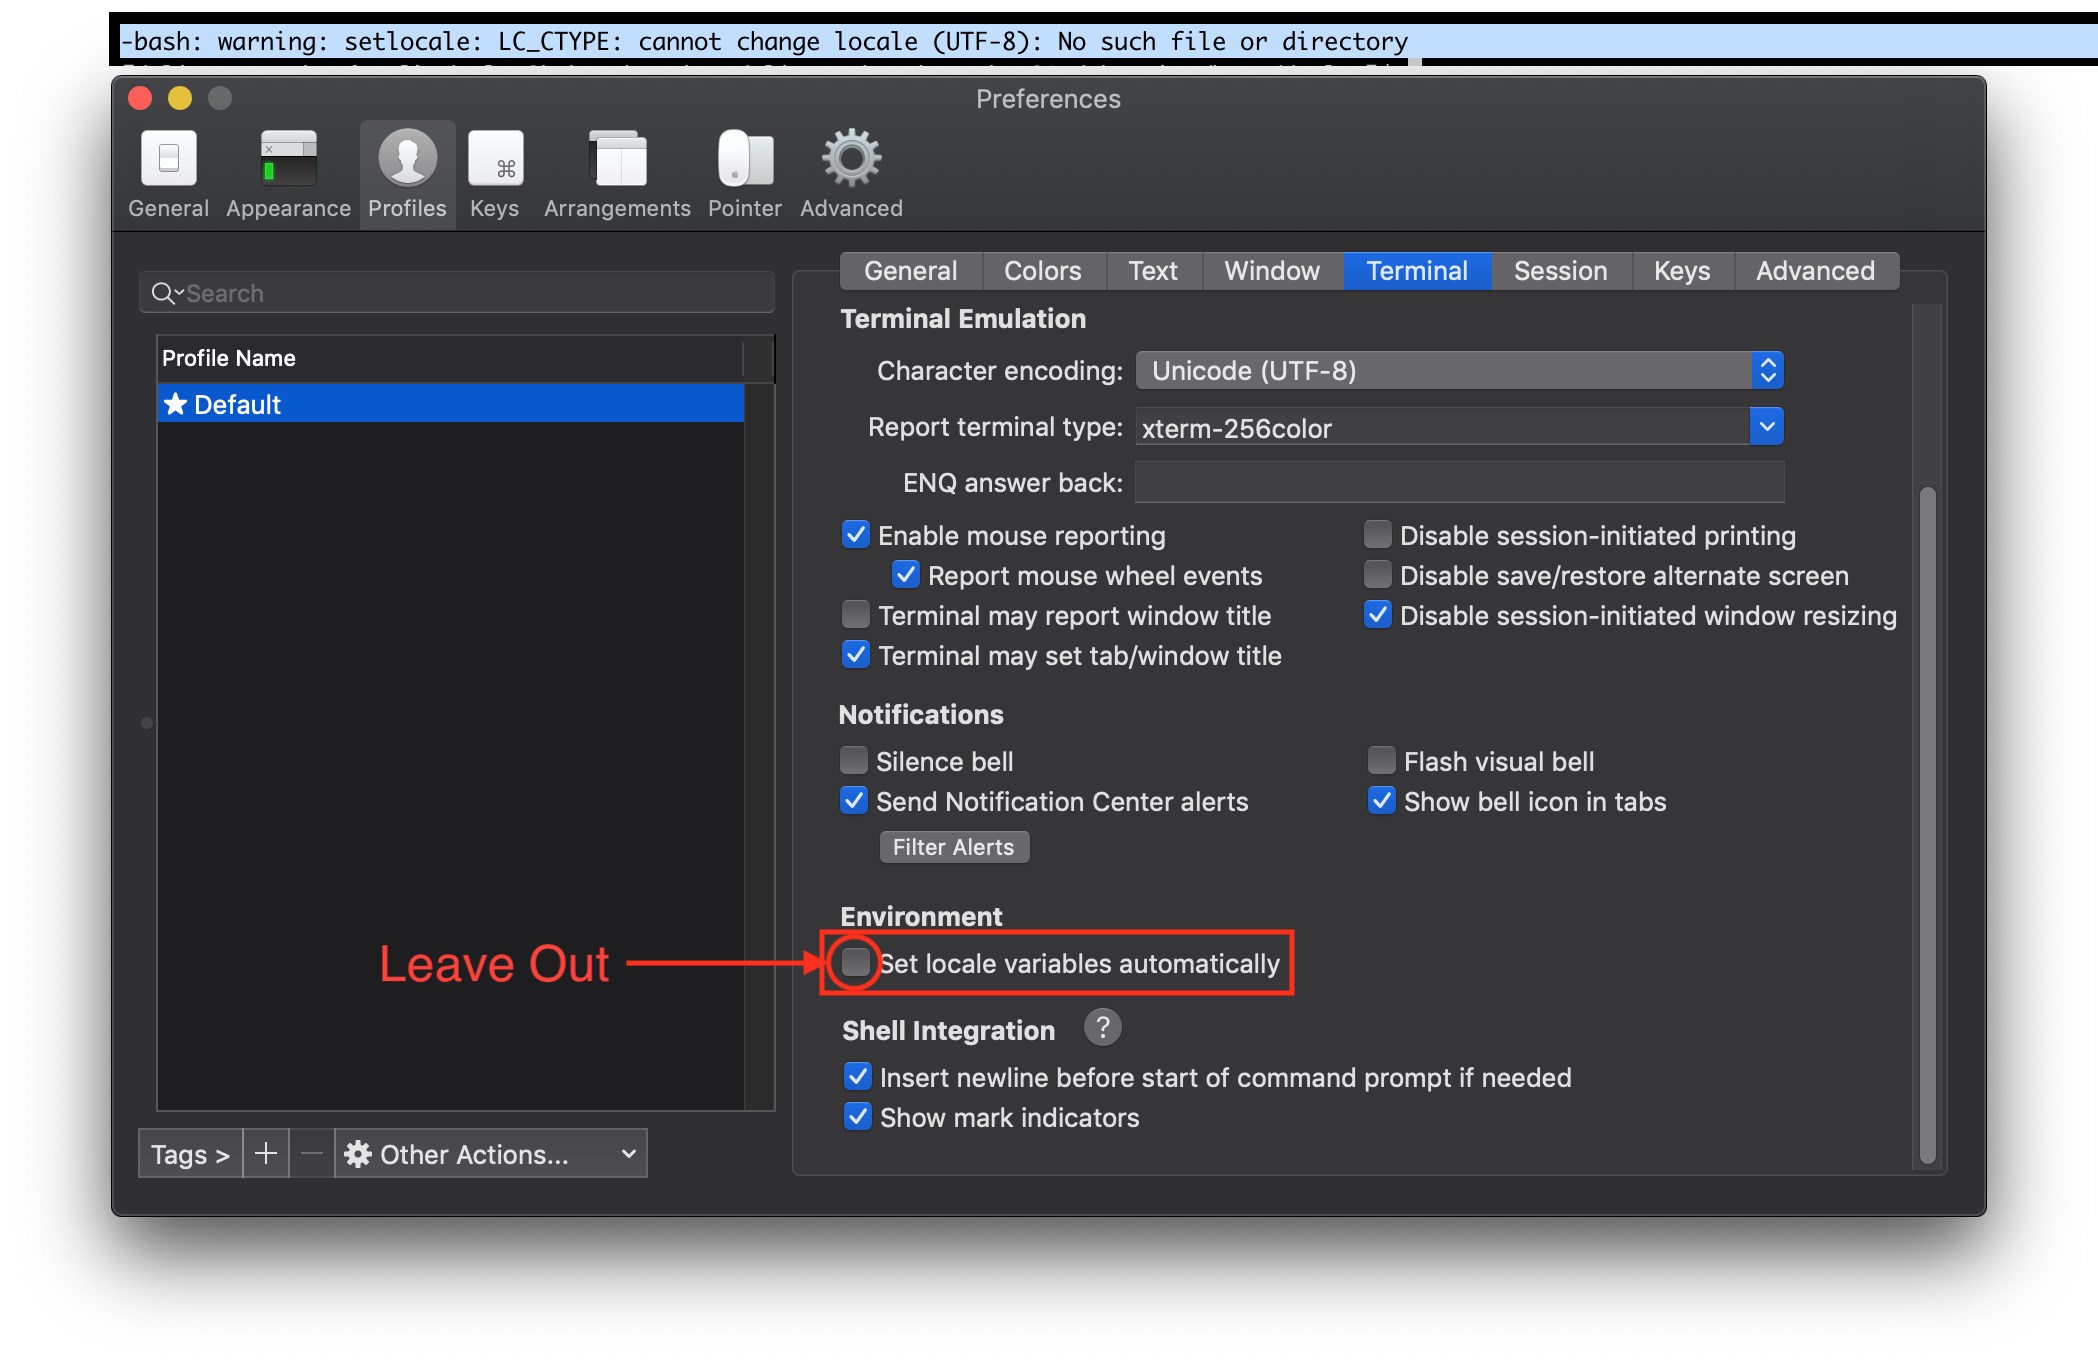 -bash: warning: setlocale: LC_CTYPE: cannot change locale (UTF-8): No such file or directory
Preferences
General Appearance Profiles Keys Arrangements Pointer Advanced
General Colors Text Window Terminal Session Keys Advanced
Search
Profile Name
★ Default
Terminal Emulation
Character encoding: Unicode (UTF-8)
Report terminal type: xterm-256color
ENQ answer back:
Enable mouse reporting
Disable session-initiated printing
Report mouse wheel events
Disable save/restore alternate screen
Terminal may report window title
Disable session-initiated window resizing
Terminal may set tab/window title
Notifications
Silence bell
Flash visual bell
Send Notification Center alerts
Show bell icon in tabs
Filter Alerts
Environment
Leave Out
Set locale variables automatically
Shell Integration ?
Insert newline before start of command prompt if needed
Show mark indicators
Tags > + — Other Actions...